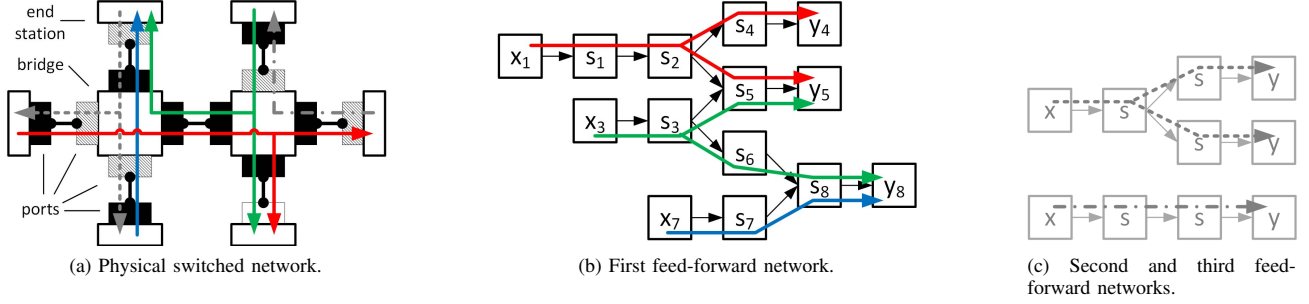 end
station
bridge
ports
(a) Physical switched network.
x1 s1 s2 s4 y4
s5 y5
x3 s3
s6
s8 y8
x7 s7
(b) First feed-forward network.
x s s y
s y
x s s y
(c) Second and third feed-
forward networks.